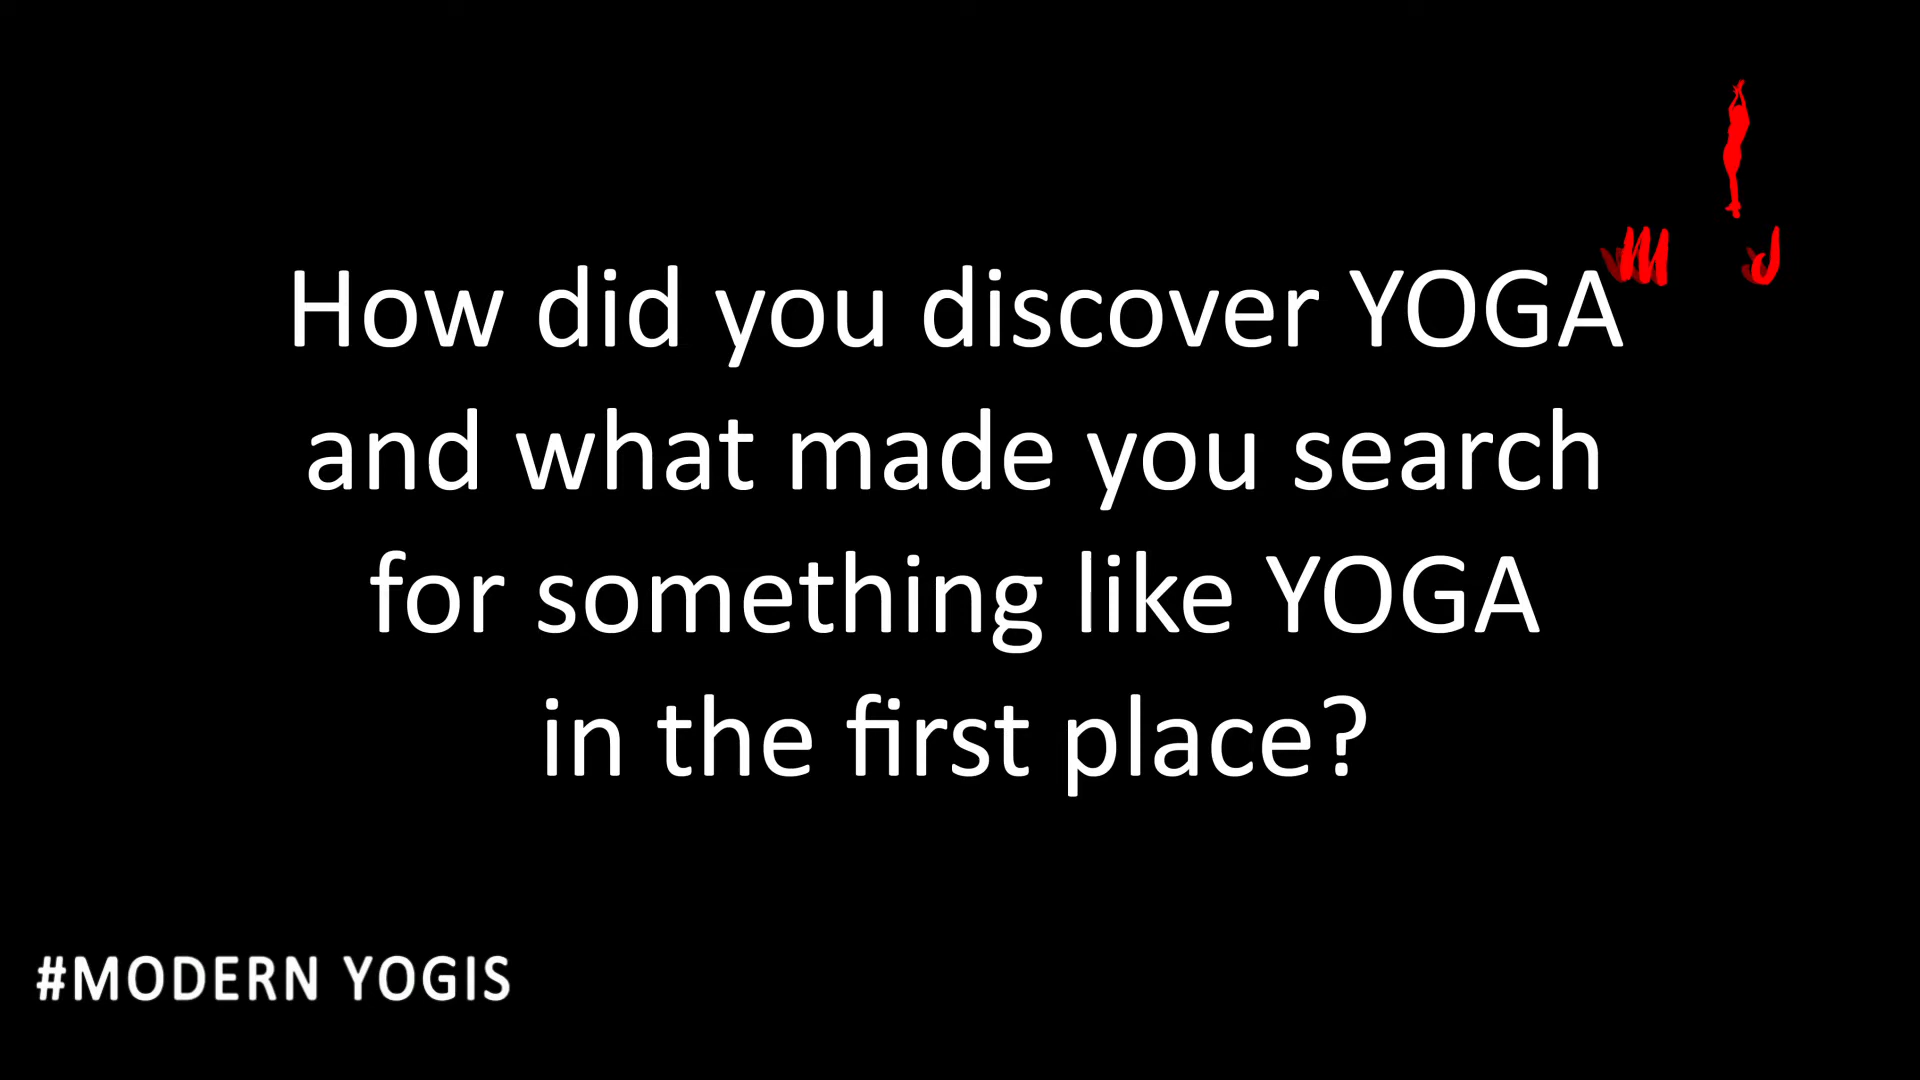 How did you discover YOGA
and what made you search
for something like YOGA
in the first place?
#MODERN YOGIS